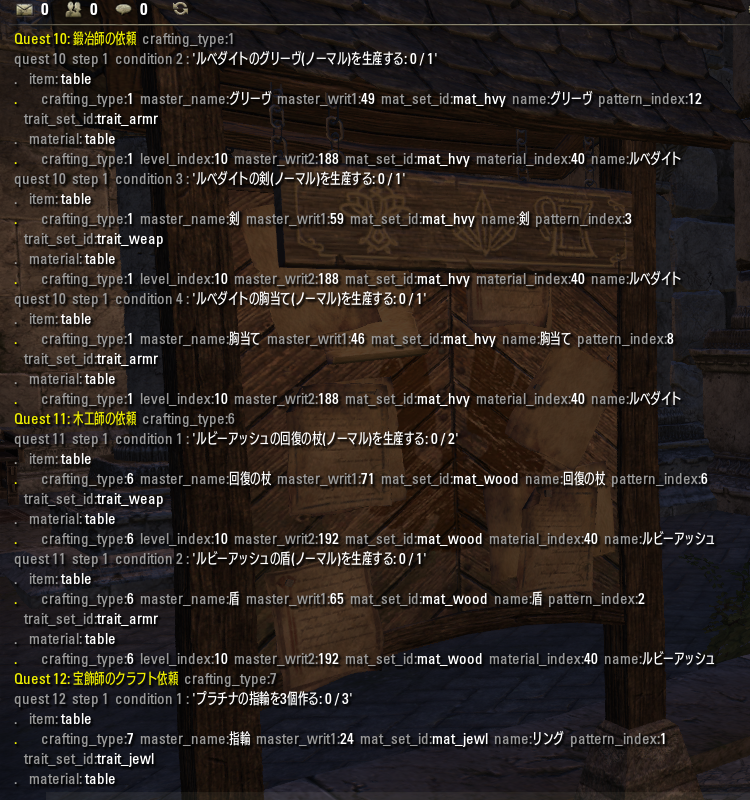 0 0 0
Quest 10: 鍛冶師の依頼 crafting_type:1
quest 10 step 1 condition 2 : 'ルベダイトのグリーヴ(ノーマル)を生産する: 0 / 1'
. item: table
. crafting_type:1 master_name:グリーヴ master_writ1:49 mat_set_id:mat_hvy name:グリーヴ pattern_index:12
trait_set_id:trait_armr
. material: table
. crafting_type:1 level_index:10 master_writ2:188 mat_set_id:mat_hvy material_index:40 name:ルベダイト
quest 10 step 1 condition 3 : 'ルベダイトの剣(ノーマル)を生産する: 0 / 1'
. item: table
. crafting_type:1 master_name:剣 master_writ1:59 mat_set_id:mat_hvy name:剣 pattern_index:3
trait_set_id:trait_weap
. material: table
. crafting_type:1 level_index:10 master_writ2:188 mat_set_id:mat_hvy material_index:40 name:ルベダイト
quest 10 step 1 condition 4 : 'ルベダイトの胸当て(ノーマル)を生産する: 0 / 1'
. item: table
. crafting_type:1 master_name:胸当て master_writ1:46 mat_set_id:mat_hvy name:胸当て pattern_index:8
trait_set_id:trait_armr
. material: table
. crafting_type:1 level_index:10 master_writ2:188 mat_set_id:mat_hvy material_index:40 name:ルベダイト
Quest 11: 木工師の依頼 crafting_type:6
quest 11 step 1 condition 1 : 'ルビーアッシュの回復の杖(ノーマル)を生産する: 0 / 2'
. item: table
. crafting_type:6 master_name:回復の杖 master_writ1:71 mat_set_id:mat_wood name:回復の杖 pattern_index:6
trait_set_id:trait_weap
. material: table
. crafting_type:6 level_index:10 master_writ2:192 mat_set_id:mat_wood material_index:40 name:ルビーアッシュ
quest 11 step 1 condition 2 : 'ルビーアッシュの盾(ノーマル)を生産する: 0 / 1'
. item: table
. crafting_type:6 master_name:盾 master_writ1:65 mat_set_id:mat_wood name:盾 pattern_index:2
trait_set_id:trait_armr
. material: table
. crafting_type:6 level_index:10 master_writ2:192 mat_set_id:mat_wood material_index:40 name:ルビーアッシュ
Quest 12: 宝飾師のクラフト依頼 crafting_type:7
quest 12 step 1 condition 1 : 'プラチナの指輪を3個作る: 0 / 3'
. item: table
. crafting_type:7 master_name:指輪 master_writ1:24 mat_set_id:mat_jewl name:リング pattern_index:1
trait_set_id:trait_jewl
. material: table